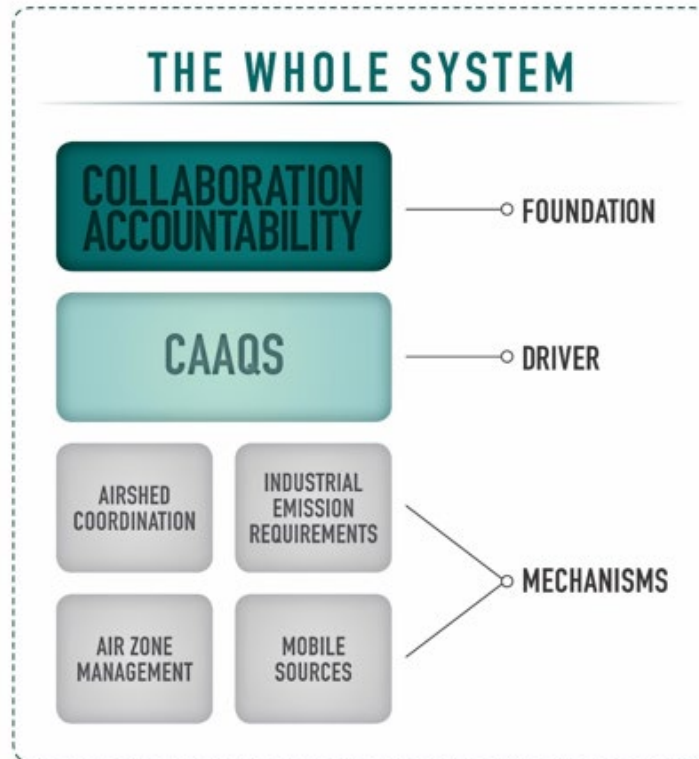 THE WHOLE SYSTEM
COLLABORATION
ACCOUNTABILITY
FOUNDATION
CAAQS
DRIVER
AIRSHED
COORDINATION
INDUSTRIAL
EMISSION
REQUIREMENTS
AIR ZONE
MANAGEMENT
MOBILE
SOURCES
MECHANISMS